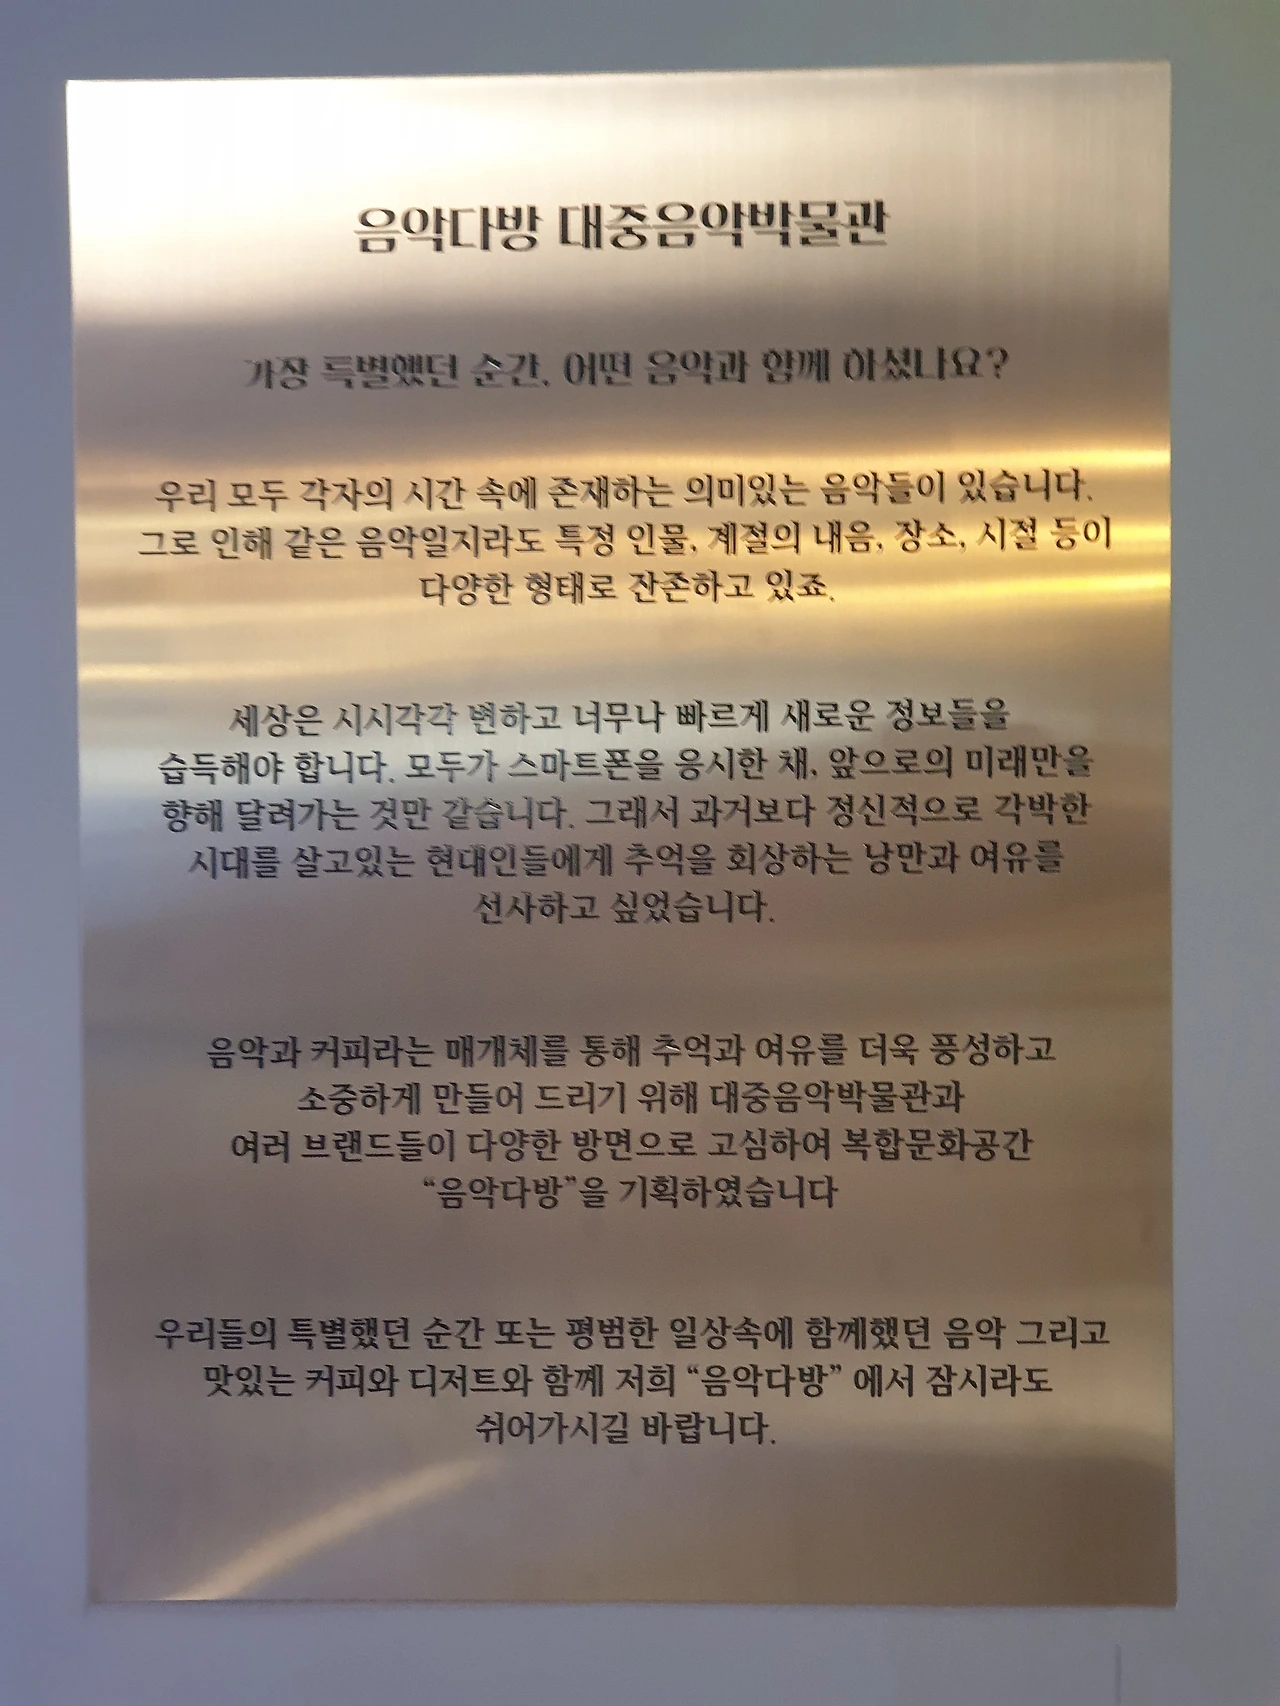 음악다방 대중음악박물관
가장 특별했던 순간, 어떤 음악과 함께 하셨나요?
우리 모두 각자의 시간 속에 존재하는 의미있는 음악들이 있습니다.
그로 인해 같은 음악일지라도 특정 인물, 계절의 내음, 장소, 시절 등이
다양한 형태로 잔존하고 있죠.
세상은 시시각각 변하고 너무나 빠르게 새로운 정보들을
습득해야 합니다. 모두가 스마트폰을 응시한 채, 앞으로의 미래만을
향해 달려가는 것만 같습니다. 그래서 과거보다 정신적으로 각박한
시대를 살고있는 현대인들에게 추억을 회상하는 낭만과 여유를
선사하고 싶었습니다.
음악과 커피라는 매개체를 통해 추억과 여유를 더욱 풍성하고
소중하게 만들어 드리기 위해 대중음악박물관과
여러 브랜드들이 다양한 방면으로 고심하여 복합문화공간
“음악다방”을 기획하였습니다
우리들의 특별했던 순간 또는 평범한 일상속에 함께했던 음악 그리고
맛있는 커피와 디저트와 함께 저희 “음악다방” 에서 잠시라도
쉬어가시길 바랍니다.